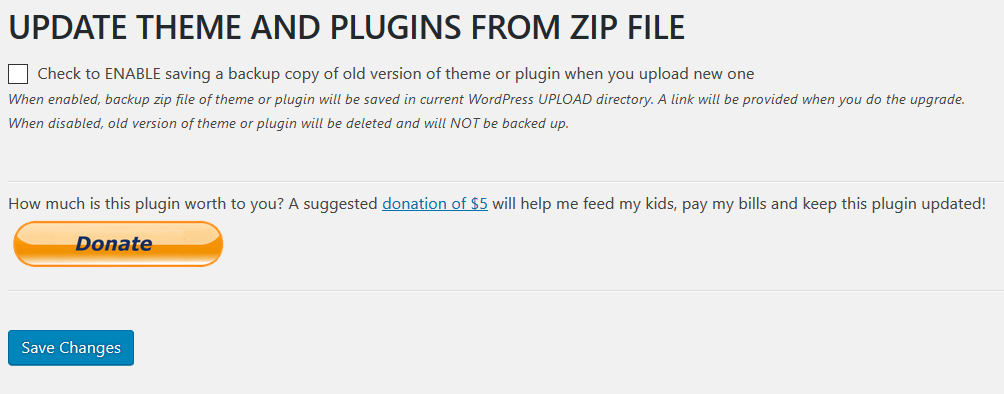 UPDATE THEME AND PLUGINS FROM ZIP FILE
Check to ENABLE saving a backup copy of old version of theme or plugin when you upload new one
When enabled, backup zip file of theme or plugin will be saved in current WordPress UPLOAD directory. A link will be provided when you do the upgrade.
When disabled, old version of theme or plugin will be deleted and will NOT be backed up.
How much is this plugin worth to you? A suggested donation of $5 will help me feed my kids, pay my bills and keep this plugin updated!
Donate
Save Changes